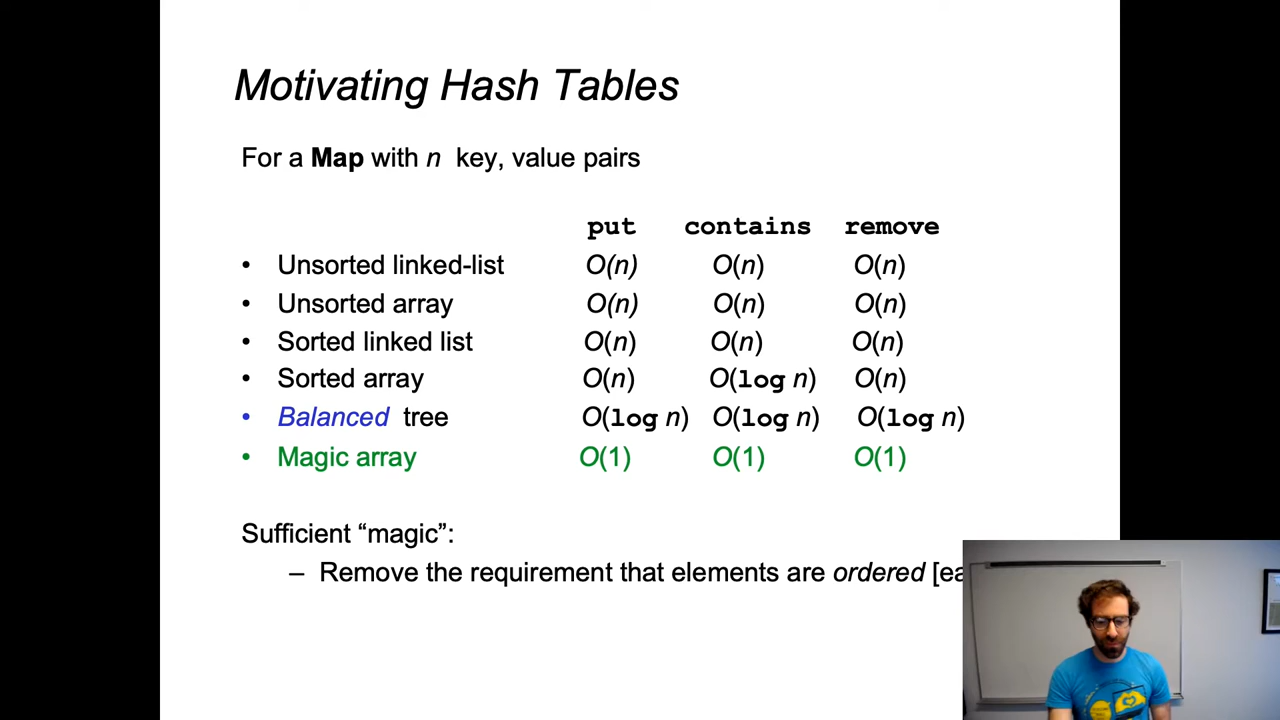 Motivating Hash Tables
For a Map with n key, value pairs
put contains remove
• Unsorted linked-list O(n) O(n) O(n)
• Unsorted array O(n) O(n) O(n)
• Sorted linked list O(n) O(n) O(n)
• Sorted array O(n) O(log n) O(n)
• Balanced tree O(log n) O(log n) O(log n)
• Magic array O(1) O(1) O(1)
Sufficient “magic”:
– Remove the requirement that elements are ordered